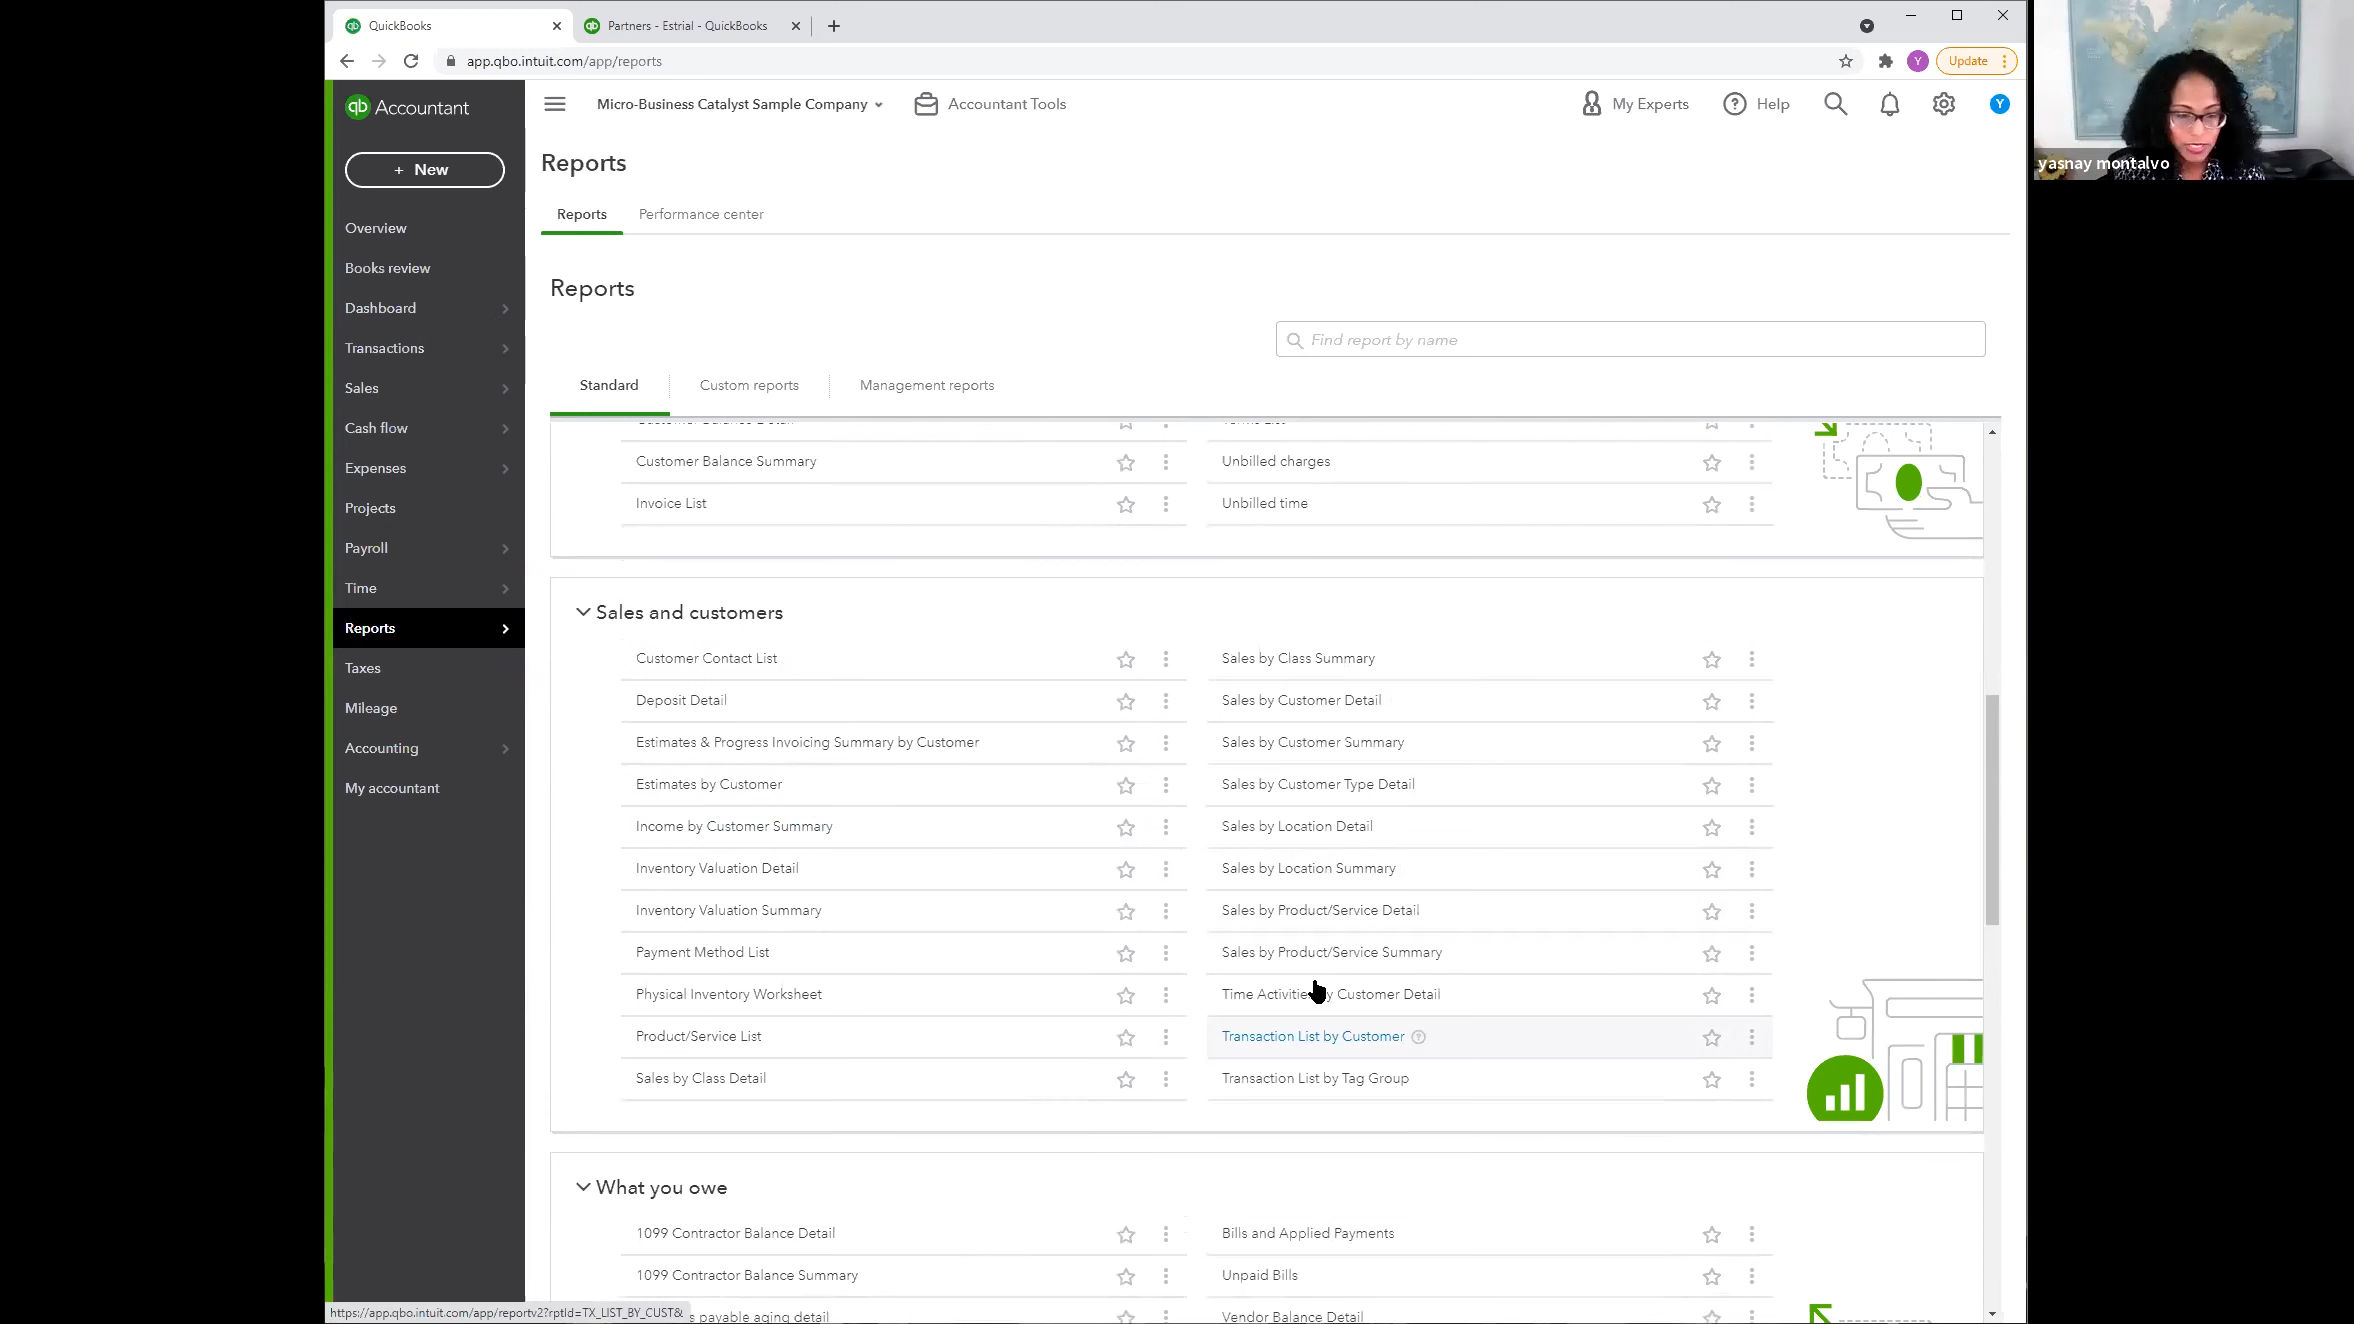 QuickBooks
Partners - Estrial - QuickBooks
app.qbo.intuit.com/app/reports
Y
Update
qb Accountant
Micro-Business Catalyst Sample Company
Accountant Tools
My Experts
Help
Y
yasnay montalvo
+ New
Overview
Books review
Dashboard
Transactions
Sales
Cash flow
Expenses
Projects
Payroll
Time
Reports
Taxes
Mileage
Accounting
My accountant
Reports
Reports
Performance center
Reports
Find report by name
Standard
Custom reports
Management reports
Customer Balance Summary
Unbilled charges
Invoice List
Unbilled time
Sales and customers
Customer Contact List
Sales by Class Summary
Deposit Detail
Sales by Customer Detail
Estimates & Progress Invoicing Summary by Customer
Sales by Customer Summary
Estimates by Customer
Sales by Customer Type Detail
Income by Customer Summary
Sales by Location Detail
Inventory Valuation Detail
Sales by Location Summary
Inventory Valuation Summary
Sales by Product/Service Detail
Payment Method List
Sales by Product/Service Summary
Physical Inventory Worksheet
Time Activities by Customer Detail
Product/Service List
Transaction List by Customer
Sales by Class Detail
Transaction List by Tag Group
What you owe
1099 Contractor Balance Detail
Bills and Applied Payments
1099 Contractor Balance Summary
Unpaid Bills
payable aging detail
Vendor Balance Detail
https://app.qbo.intuit.com/app/reportv2?rptId=TX_LIST_BY_CUST&